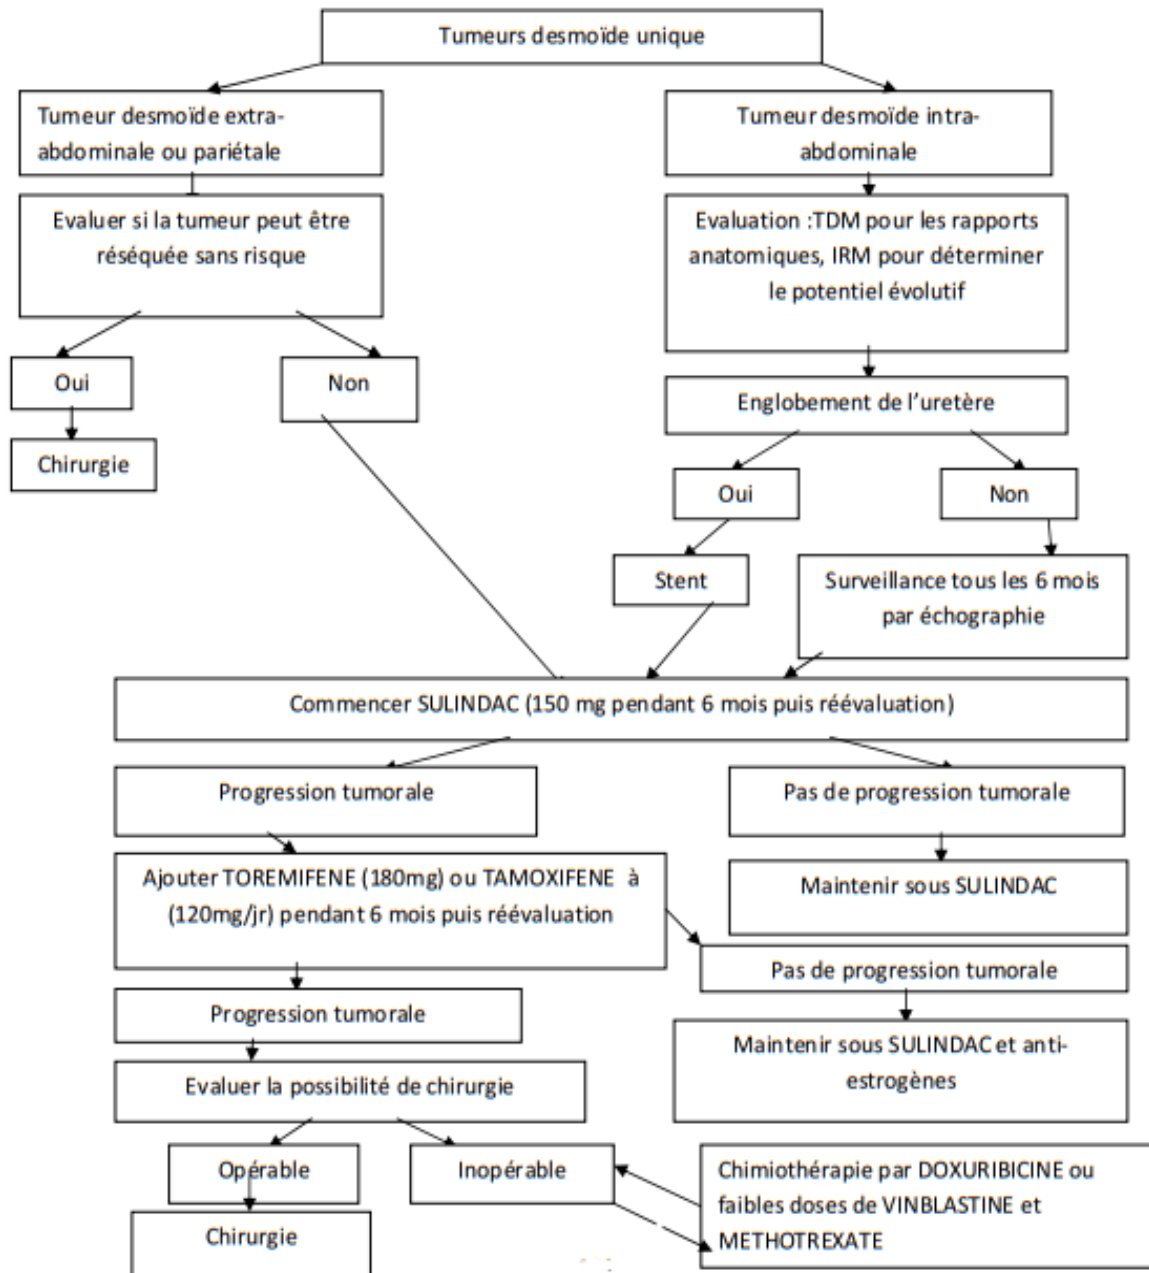 Tumeurs desmoïde unique
Tumeur desmoïde extra-
abdominale ou pariétale
Tumeur desmoïde intra-
abdominale
Evaluer si la tumeur peut être
réséquée sans risque
Evaluation :TDM pour les rapports
anatomiques, IRM pour déterminer
le potentiel évolutif
Oui
Non
Englobement de l'uretère
Chirurgie
Oui
Non
Stent
Surveillance tous les 6 mois
par échographie
Commencer SULINDAC (150 mg pendant 6 mois puis réévaluation)
Progression tumorale
Pas de progression tumorale
Ajouter TOREMIFENE (180mg) ou TAMOXIFENE à
(120mg/jr) pendant 6 mois puis réévaluation
Maintenir sous SULINDAC
Pas de progression tumorale
Progression tumorale
Maintenir sous SULINDAC et anti-
estrogènes
Evaluer la possibilité de chirurgie
Opérable
Inopérable
Chimiothérapie par DOXURIBICINE ou
faibles doses de VINBLASTINE et
METHOTREXATE
Chirurgie